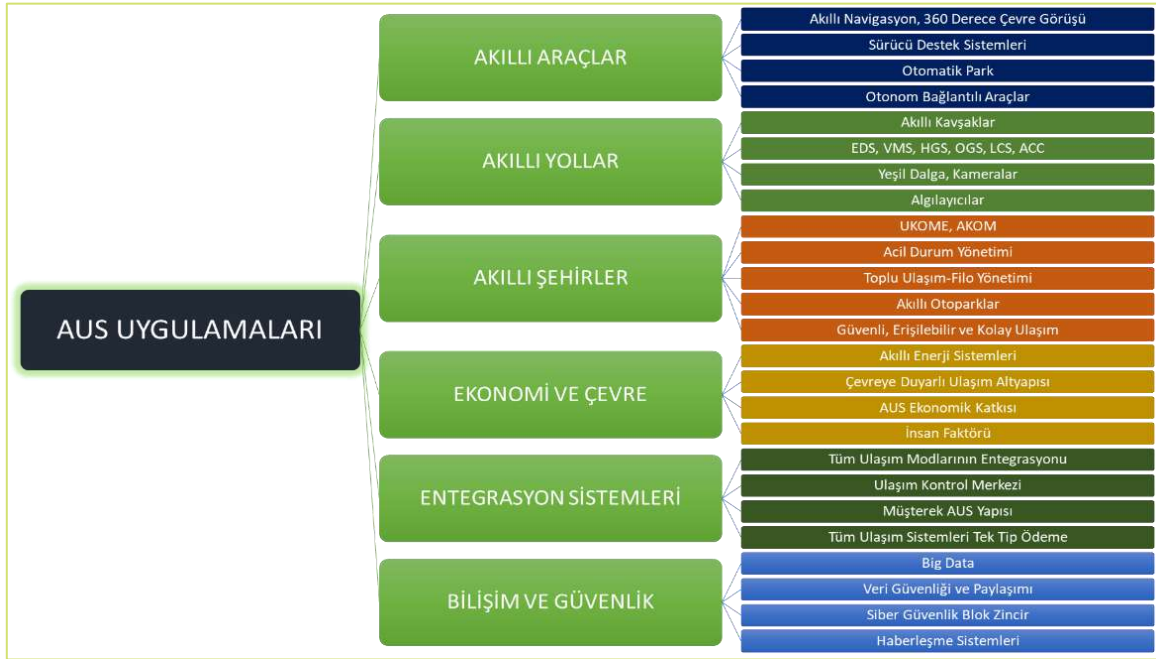 AUS UYGULAMALARI
AKILLI ARAÇLAR
Akıllı Navigasyon, 360 Derece Çevre Görüşü
Sürücü Destek Sistemleri
Otomatik Park
Otonom Bağlantılı Araçlar
AKILLI YOLLAR
Akıllı Kavşaklar
EDS, VMS, HGS, OGS, LCS, ACC
Yeşil Dalga, Kameralar
Algılayıcılar
AKILLI ŞEHİRLER
UKOME, AKOM
Acil Durum Yönetimi
Toplu Ulaşım-Filo Yönetimi
Akıllı Otoparklar
Güvenli, Erişilebilir ve Kolay Ulaşım
EKONOMİ VE ÇEVRE
Akıllı Enerji Sistemleri
Çevreye Duyarlı Ulaşım Altyapısı
AUS Ekonomik Katkısı
İnsan Faktörü
ENTEGRASYON SİSTEMLERİ
Tüm Ulaşım Modlarının Entegrasyonu
Ulaşım Kontrol Merkezi
Müşterek AUS Yapısı
Tüm Ulaşım Sistemleri Tek Tip Ödeme
BİLİŞİM VE GÜVENLİK
Big Data
Veri Güvenliği ve Paylaşımı
Siber Güvenlik Blok Zincir
Haberleşme Sistemleri